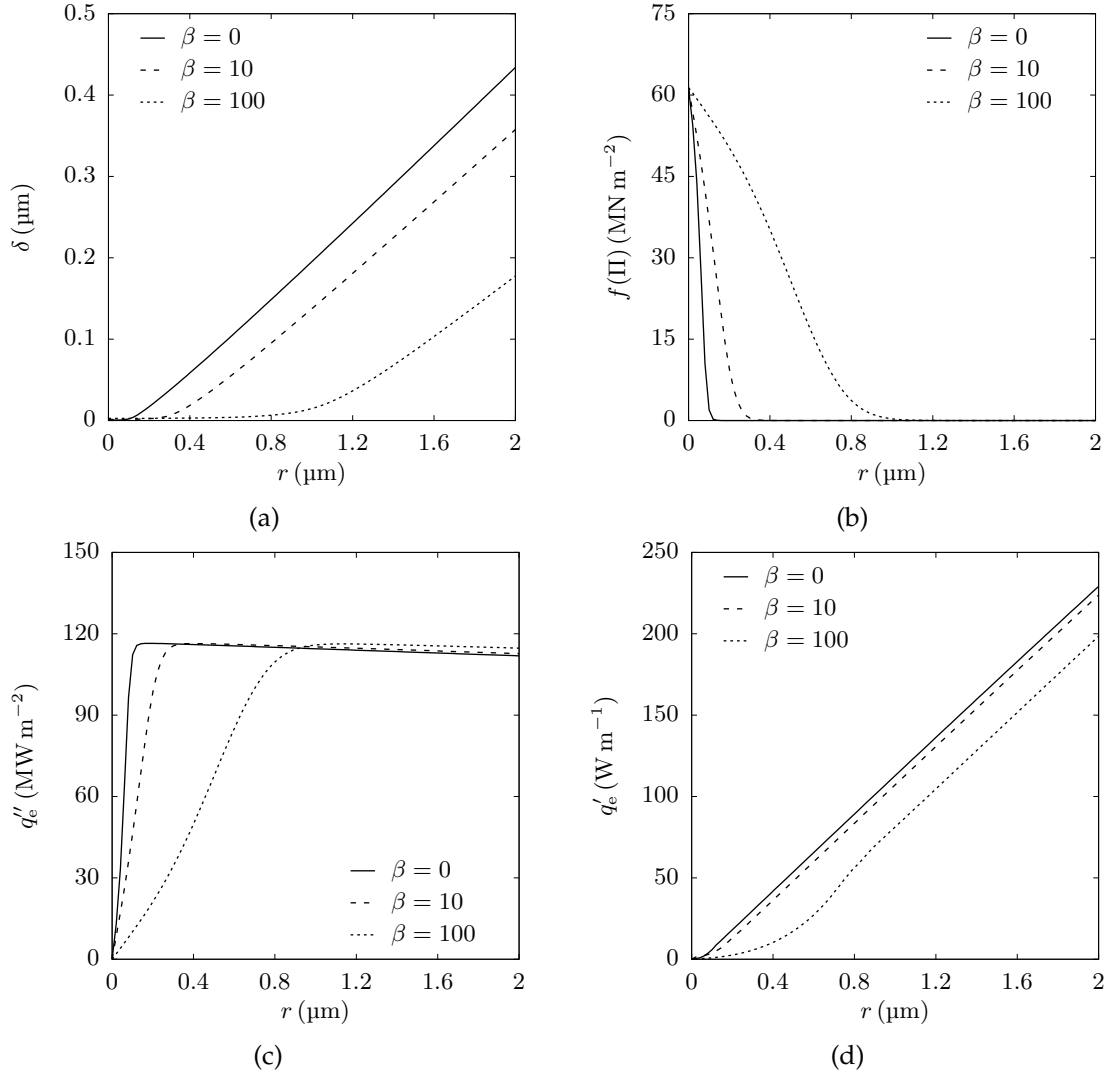 0.5
0.4
0.3
0.2
0.1
0
δ (µm)
β = 0
β = 10
β = 100
0 0.4 0.8 1.2 1.6 2
r (µm)
(a)
75
60
45
30
15
0
f (Π) (MN m⁻²)
β = 0
β = 10
β = 100
0 0.4 0.8 1.2 1.6 2
r (µm)
(b)
150
120
90
60
30
0
q″ₑ (MW m⁻²)
β = 0
β = 10
β = 100
0 0.4 0.8 1.2 1.6 2
r (µm)
(c)
250
200
150
100
50
0
q′ₑ (W m⁻¹)
β = 0
β = 10
β = 100
0 0.4 0.8 1.2 1.6 2
r (µm)
(d)